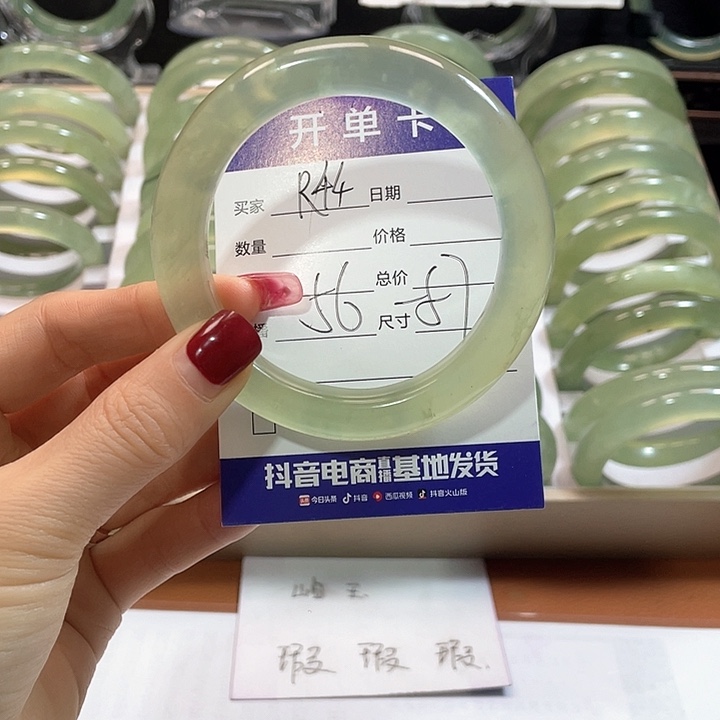 开单卡
买家 R44 日期
数量 价格
56 总价 57
尺寸
抖音电商直播基地发货
今日头条 抖音 西瓜视频 抖音火山版
岫玉
瑕 瑕 瑕.